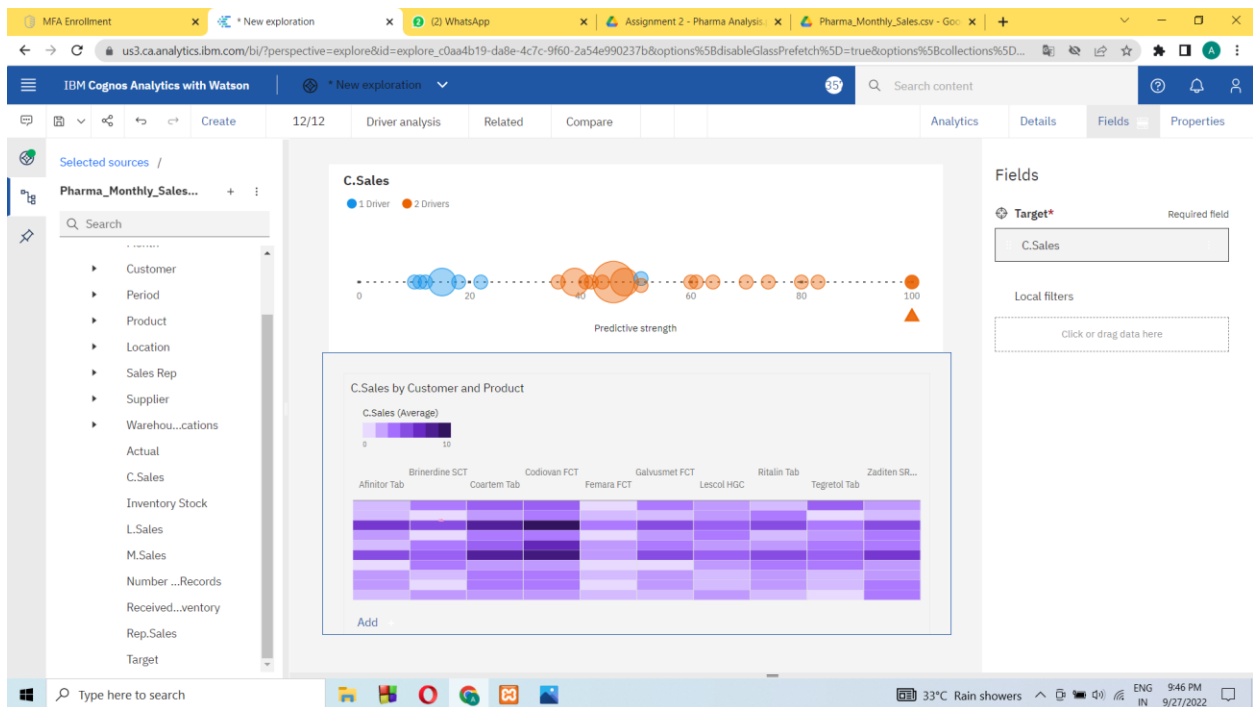 MFA Enrollment
* New exploration
(2) WhatsApp
Assignment 2 - Pharma Analysis.
Pharma_Monthly_Sales.csv - Goo
us3.ca.analytics.ibm.com/bi/?perspective=explore&id=explore_c0aa4b19-da8e-4c7c-9f60-2a54e990237b&options%5BdisableGlassPrefetch%5D=true&options%5Bcollections%5D...
A
IBM Cognos Analytics with Watson
* New exploration
35
Search content
Create
12/12
Driver analysis
Related
Compare
Analytics
Details
Fields
Properties
Selected sources /
Pharma_Monthly_Sales...
Search
Customer
Period
Product
Location
Sales Rep
Supplier
Warehou...cations
Actual
C.Sales
Inventory Stock
L.Sales
M.Sales
Number ...Records
Received...ventory
Rep.Sales
Target
C.Sales
1 Driver 2 Drivers
0 20 40 60 80 100
Predictive strength
C.Sales by Customer and Product
C.Sales (Average)
0 10
Brinerdine SCT Codiovan FCT Galvusmet FCT Ritalin Tab Zaditen SR...
Afinitor Tab Coartem Tab Femara FCT Lescol HGC Tegretol Tab
Add
Fields
Target* Required field
C.Sales
Local filters
Click or drag data here
Type here to search
33°C Rain showers
ENG
IN
9:46 PM
9/27/2022